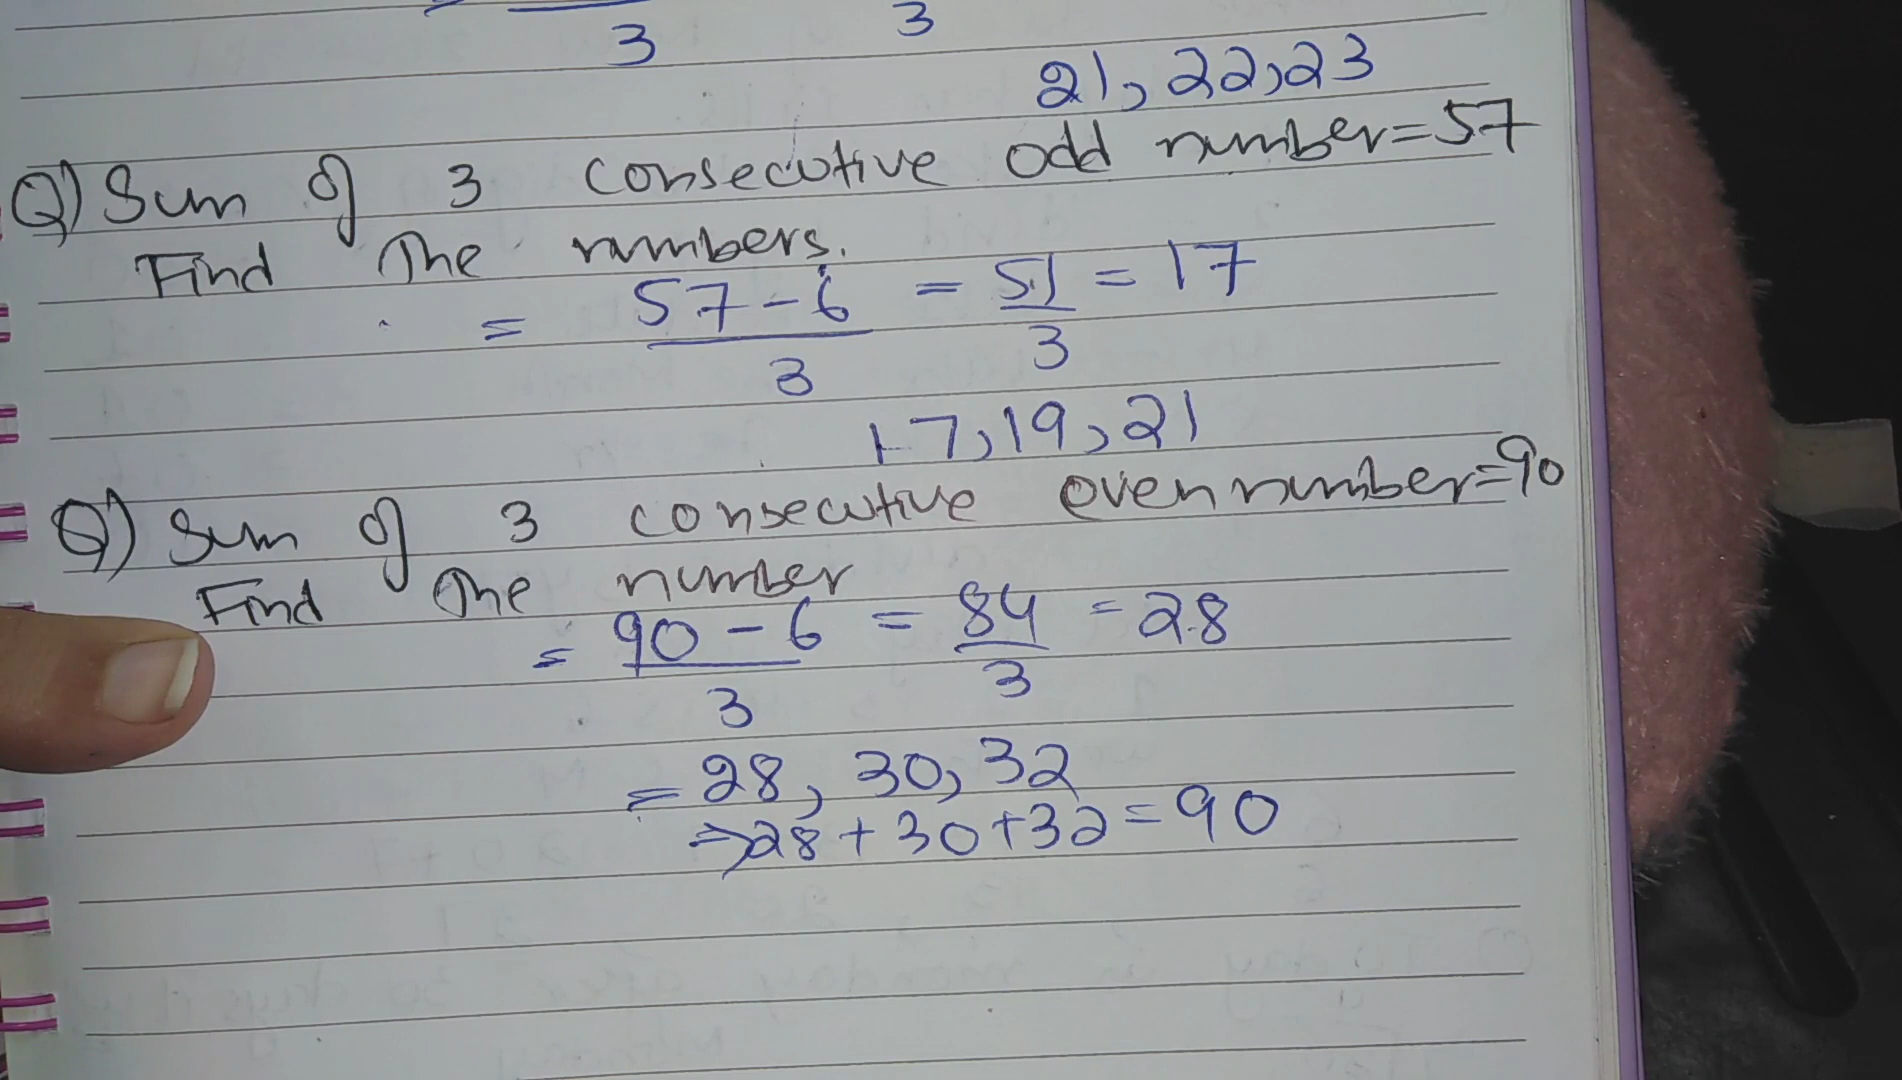 3 3
21, 22, 23
Q) Sum of 3 consecutive odd number = 57
Find the numbers.
= 57 - 6 = 51 = 17
3 3
17, 19, 21
Q) Sum of 3 consecutive even number = 90
Find the number
= 90 - 6 = 84 = 28
3 3
= 28, 30, 32
⇒ 28 + 30 + 32 = 90